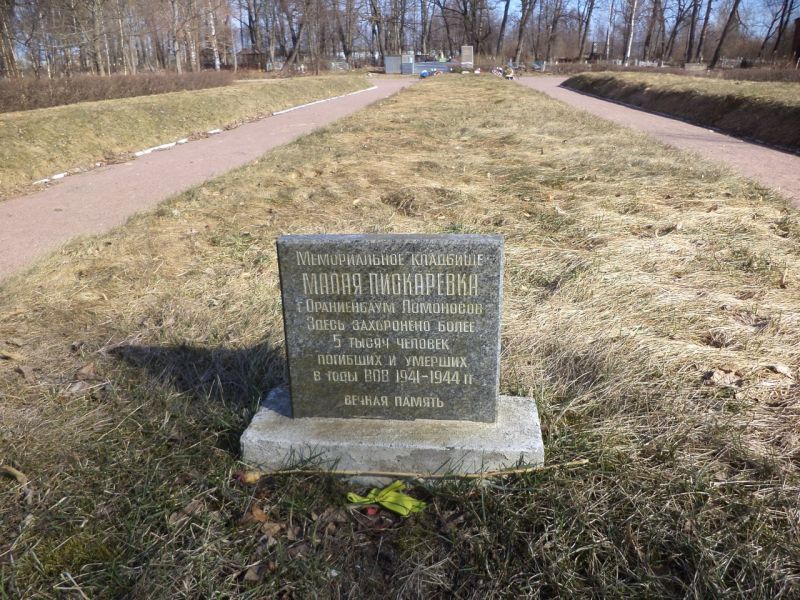 Мемориальное кладбище
МАЛАЯ ПИСКАРЕВКА
г Ораниенбаум Ломоносов
Здесь захоронено более
5 тысяч человек
погибших и умерших
в годы ВОВ 1941-1944 гг
вечная память